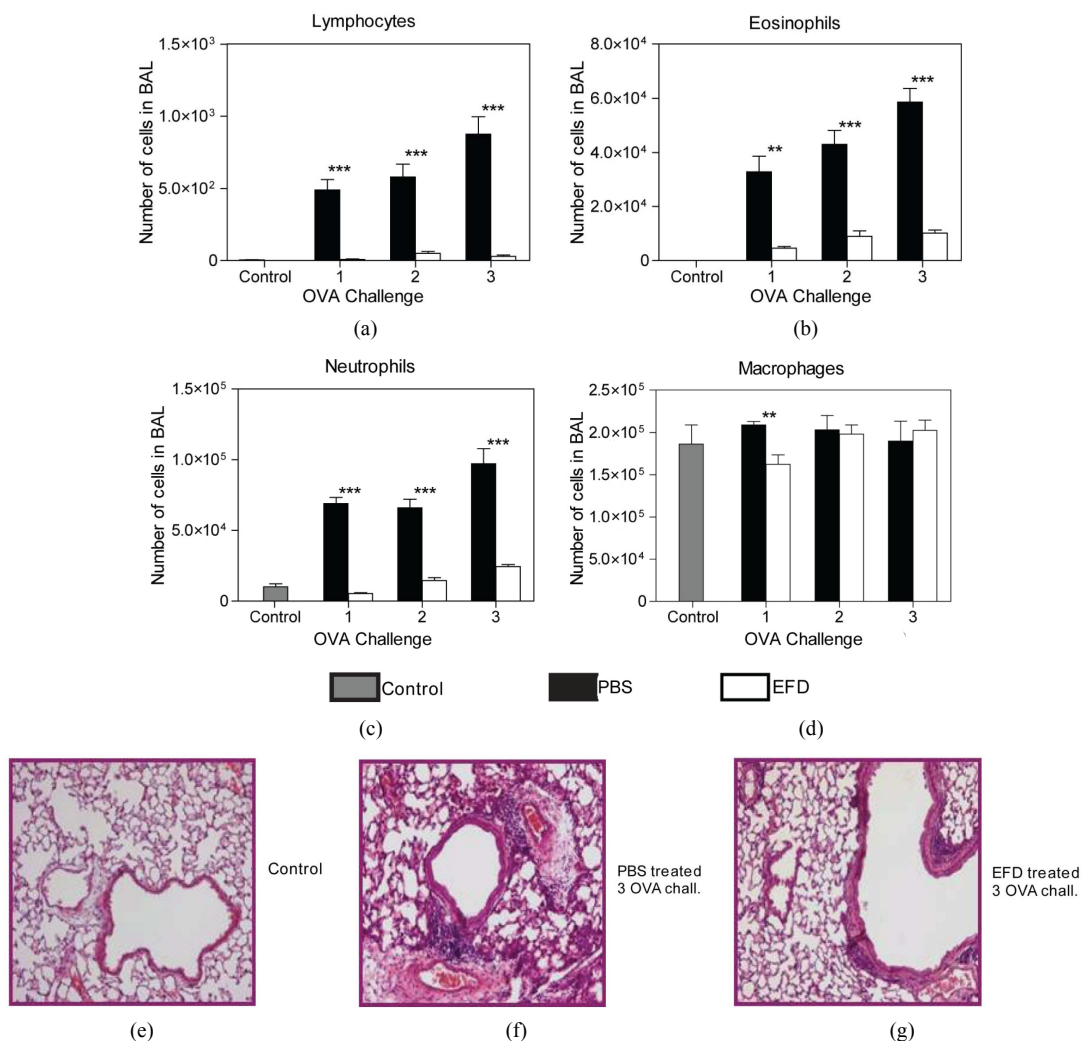 Lymphocytes
Number of cells in BAL
1.5×10³
1.0×10³
5.0×10²
0
***
***
***
Control
1
2
3
OVA Challenge
(a)
Eosinophils
Number of cells in BAL
8.0×10⁴
6.0×10⁴
4.0×10⁴
2.0×10⁴
0
**
***
***
Control
1
2
3
OVA Challenge
(b)
Neutrophils
Number of cells in BAL
1.5×10⁵
1.0×10⁵
5.0×10⁴
0
***
***
***
Control
1
2
3
OVA Challenge
Macrophages
Number of cells in BAL
2.5×10⁵
2.0×10⁵
1.5×10⁵
1.0×10⁵
5.0×10⁴
0
**
Control
1
2
3
OVA Challenge
Control
PBS
EFD
(c)
(d)
Control
PBS treated
3 OVA chall.
EFD treated
3 OVA chall.
(e)
(f)
(g)